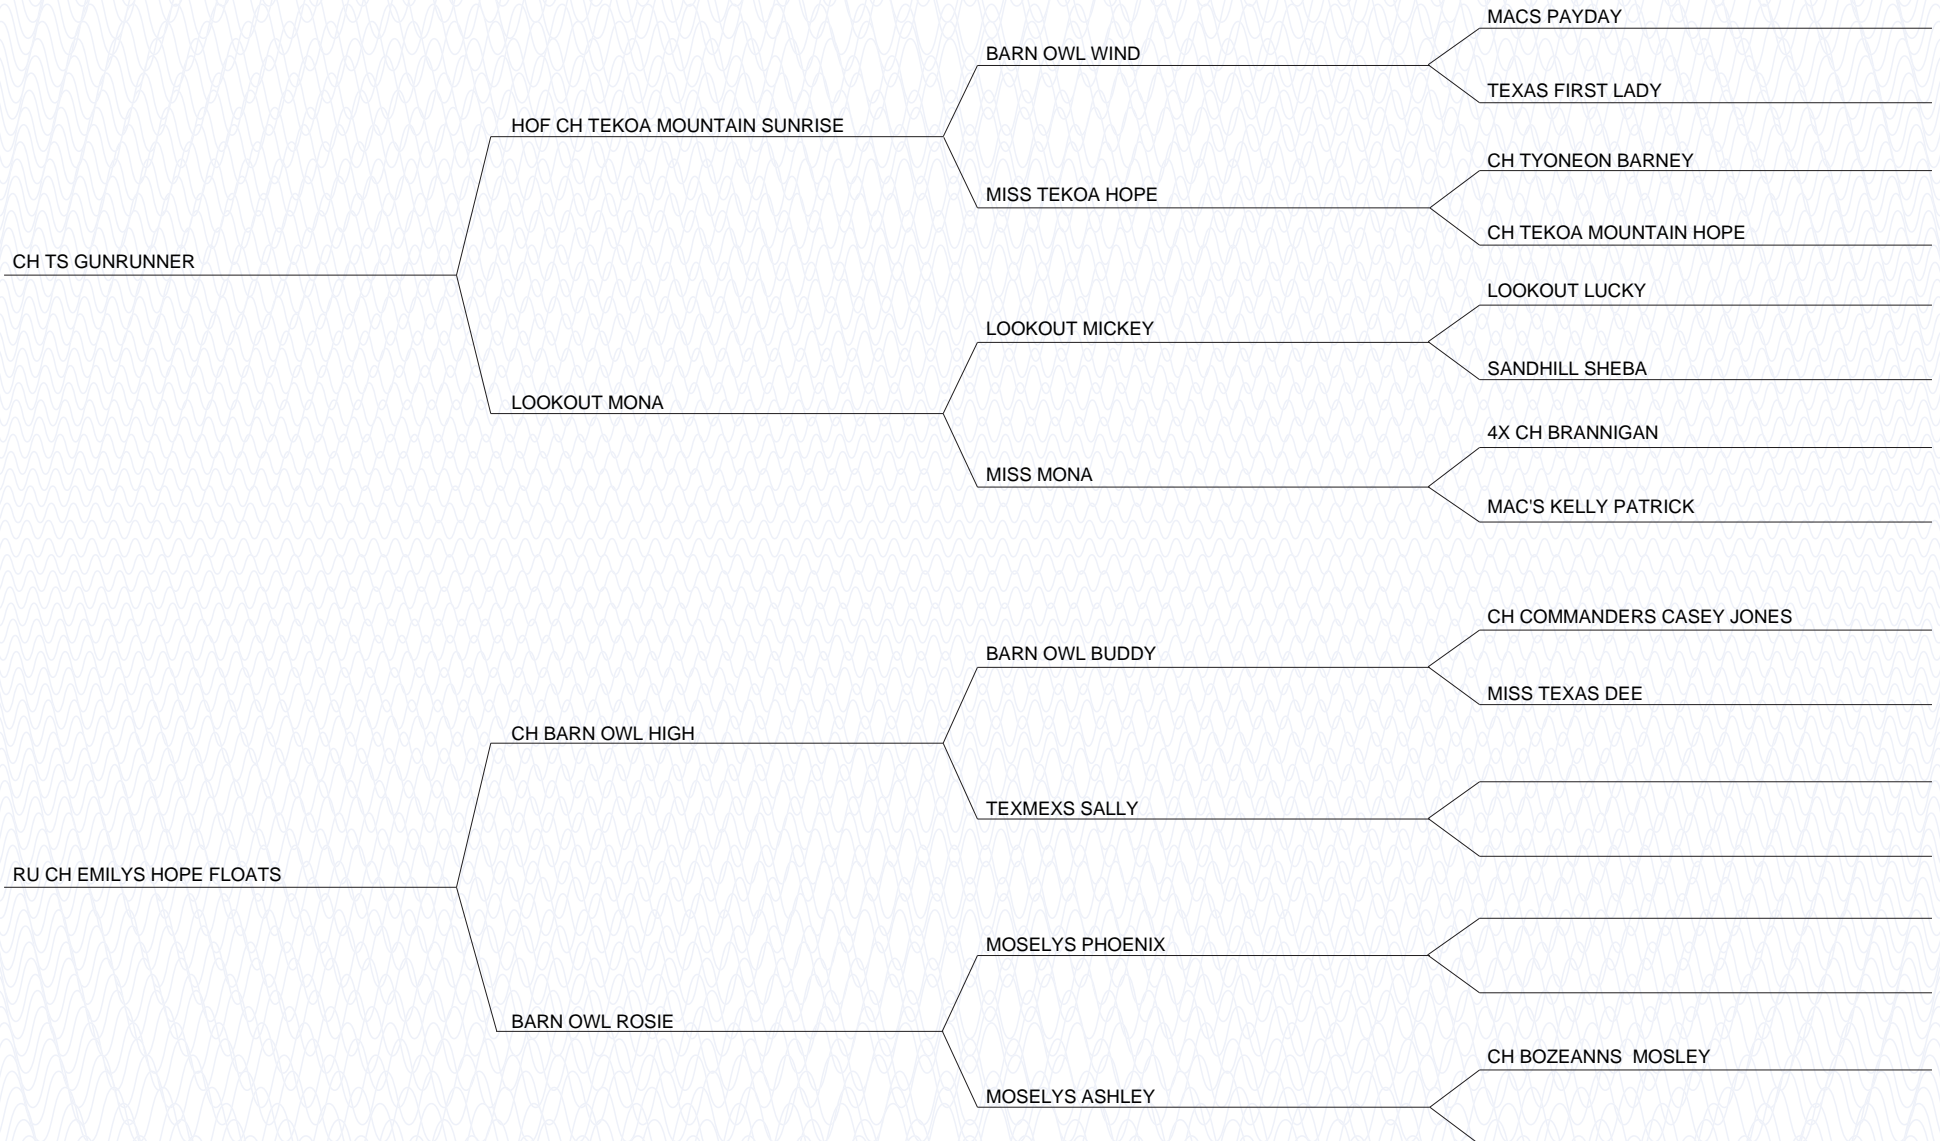 MACS PAYDAY
BARN OWL WIND
TEXAS FIRST LADY
HOF CH TEKOA MOUNTAIN SUNRISE
CH TYONEON BARNEY
MISS TEKOA HOPE
CH TEKOA MOUNTAIN HOPE
CH TS GUNRUNNER
LOOKOUT LUCKY
LOOKOUT MICKEY
SANDHILL SHEBA
LOOKOUT MONA
4X CH BRANNIGAN
MISS MONA
MAC'S KELLY PATRICK
CH COMMANDERS CASEY JONES
BARN OWL BUDDY
MISS TEXAS DEE
CH BARN OWL HIGH
TEXMEXS SALLY
RU CH EMILYS HOPE FLOATS
MOSELYS PHOENIX
BARN OWL ROSIE
CH BOZEANNS  MOSLEY
MOSELYS ASHLEY